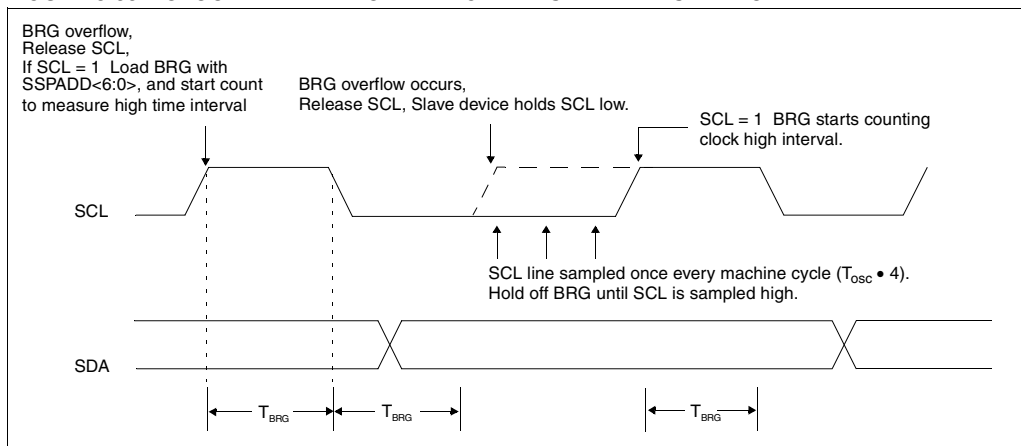 BRG overflow,
Release SCL,
If SCL = 1 Load BRG with
SSPADD<6:0>, and start count
to measure high time interval
BRG overflow occurs,
Release SCL, Slave device holds SCL low.
SCL = 1 BRG starts counting
clock high interval.
SCL
SCL line sampled once every machine cycle (Tosc • 4).
Hold off BRG until SCL is sampled high.
SDA
TBRG
TBRG
TBRG